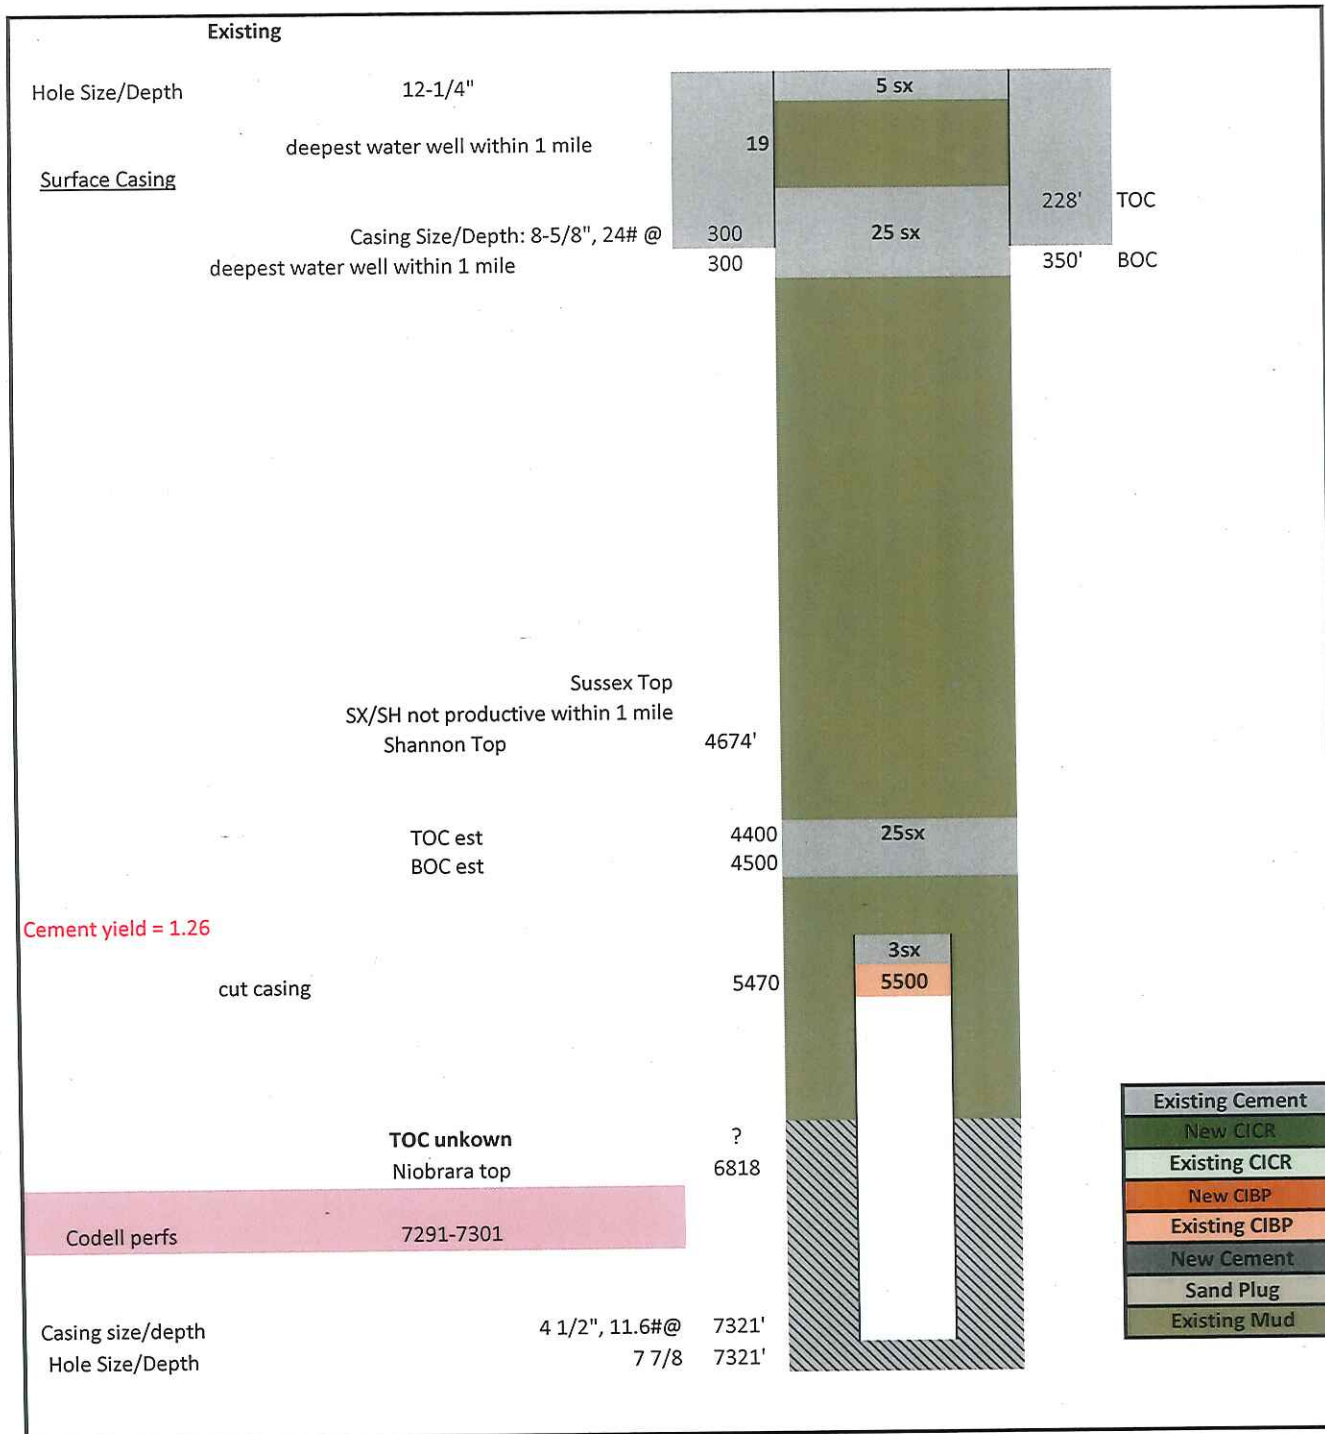 Existing
Hole Size/Depth 12-1/4" 5 sx
deepest water well within 1 mile 19
Surface Casing
228' TOC
Casing Size/Depth: 8-5/8", 24# @ 300 25 sx
deepest water well within 1 mile 300 350' BOC
Sussex Top
SX/SH not productive within 1 mile
Shannon Top 4674'
TOC est 4400 25sx
BOC est 4500
Cement yield = 1.26
3sx
cut casing 5470 5500
Existing Cement
New CICR
TOC unkown ?
Existing CICR
Niobrara top 6818
New CIBP
Existing CIBP
Codell perfs 7291-7301
New Cement
Sand Plug
Existing Mud
Casing size/depth 4 1/2", 11.6#@ 7321'
Hole Size/Depth 7 7/8 7321'